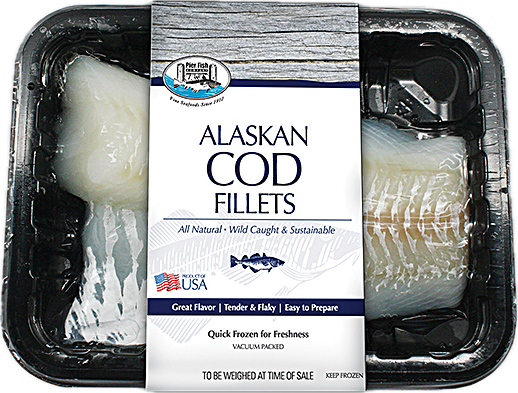 Pier Fish
COMPANY
Fine Seafoods Since 1912
ALASKAN
COD
FILLETS
All Natural • Wild Caught & Sustainable
PRODUCT OF
USA
Great Flavor | Tender & Flaky | Easy to Prepare
Quick Frozen for Freshness
VACUUM PACKED
TO BE WEIGHED AT TIME OF SALE
KEEP FROZEN